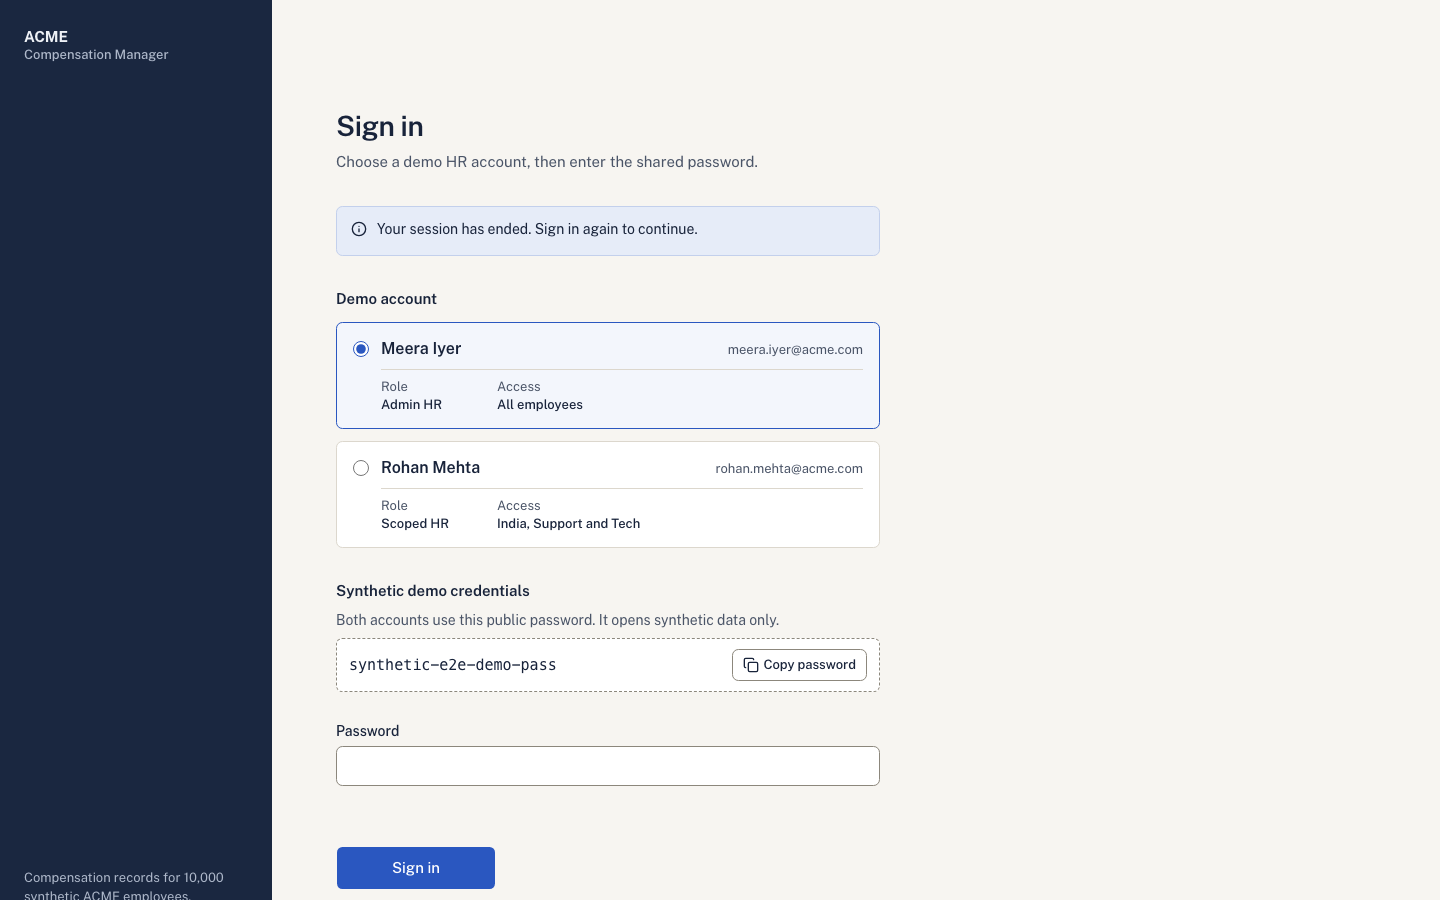 ACME
Compensation Manager
Sign in
Choose a demo HR account, then enter the shared password.
Your session has ended. Sign in again to continue.
Demo account
Meera Iyer
meera.iyer@acme.com
Role
Access
Admin HR
All employees
Rohan Mehta
rohan.mehta@acme.com
Role
Access
Scoped HR
India, Support and Tech
Synthetic demo credentials
Both accounts use this public password. It opens synthetic data only.
synthetic-e2e-demo-pass
Copy password
Password
Sign in
Compensation records for 10,000
synthetic ACME employees.